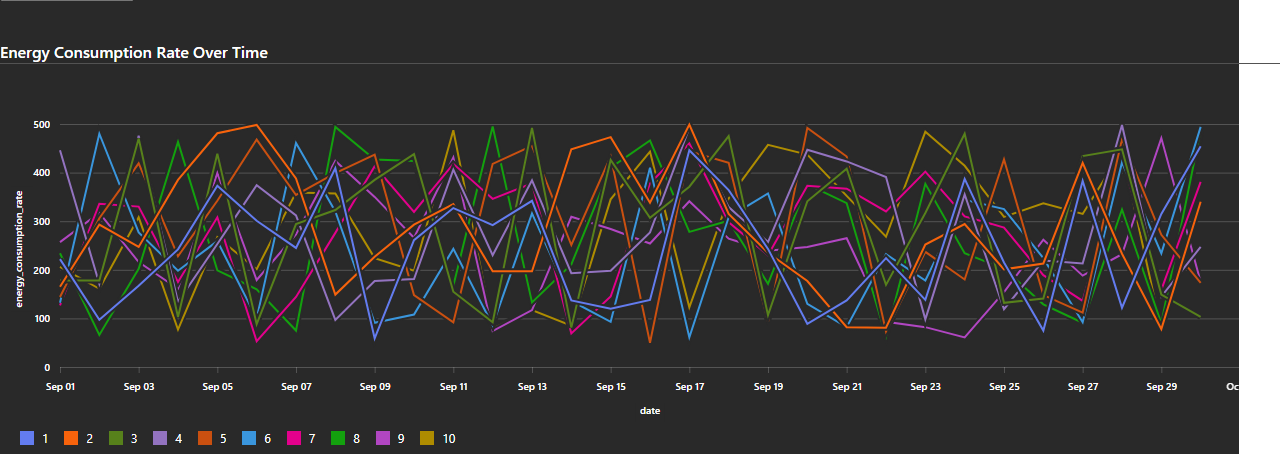 Energy Consumption Rate Over Time
energy_consumption_rate
500
400
300
200
100
0
Sep 01 Sep 03 Sep 05 Sep 07 Sep 09 Sep 11 Sep 13 Sep 15 Sep 17 Sep 19 Sep 21 Sep 23 Sep 25 Sep 27 Sep 29 Oc
date
1 2 3 4 5 6 7 8 9 10